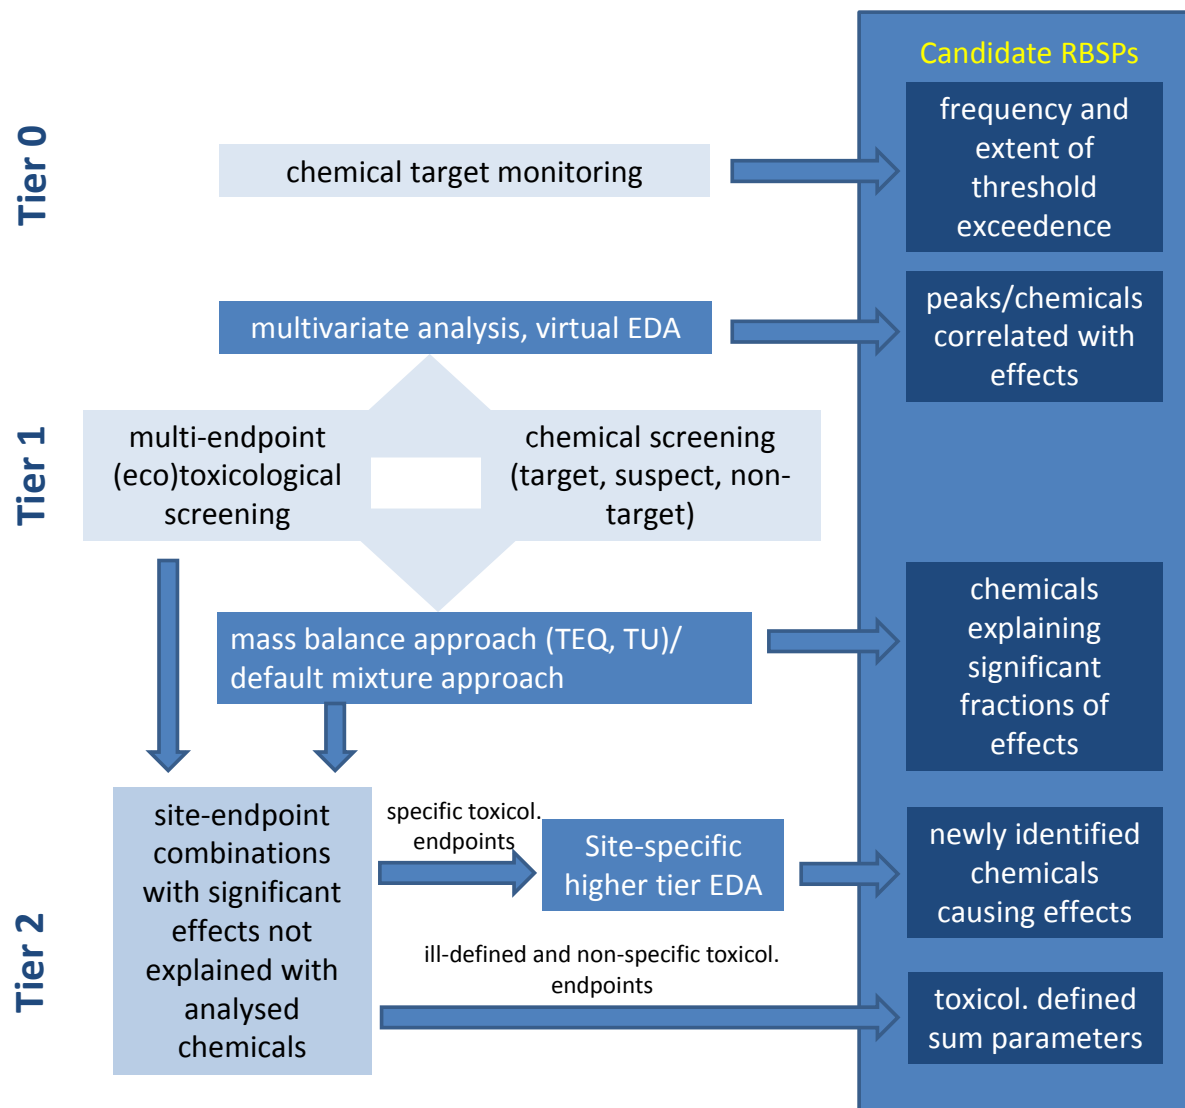 Candidate RBSPs
Tier 0
chemical target monitoring
frequency and
extent of
threshold
exceedence
multivariate analysis, virtual EDA
peaks/chemicals
correlated with
effects
Tier 1
multi-endpoint
(eco)toxicological
screening
chemical screening
(target, suspect, non-
target)
mass balance approach (TEQ, TU)/
default mixture approach
chemicals
explaining
significant
fractions of
effects
Tier 2
site-endpoint
combinations
with significant
effects not
explained with
analysed
chemicals
specific toxicol.
endpoints
Site-specific
higher tier EDA
newly identified
chemicals
causing effects
ill-defined and non-specific toxicol.
endpoints
toxicol. defined
sum parameters